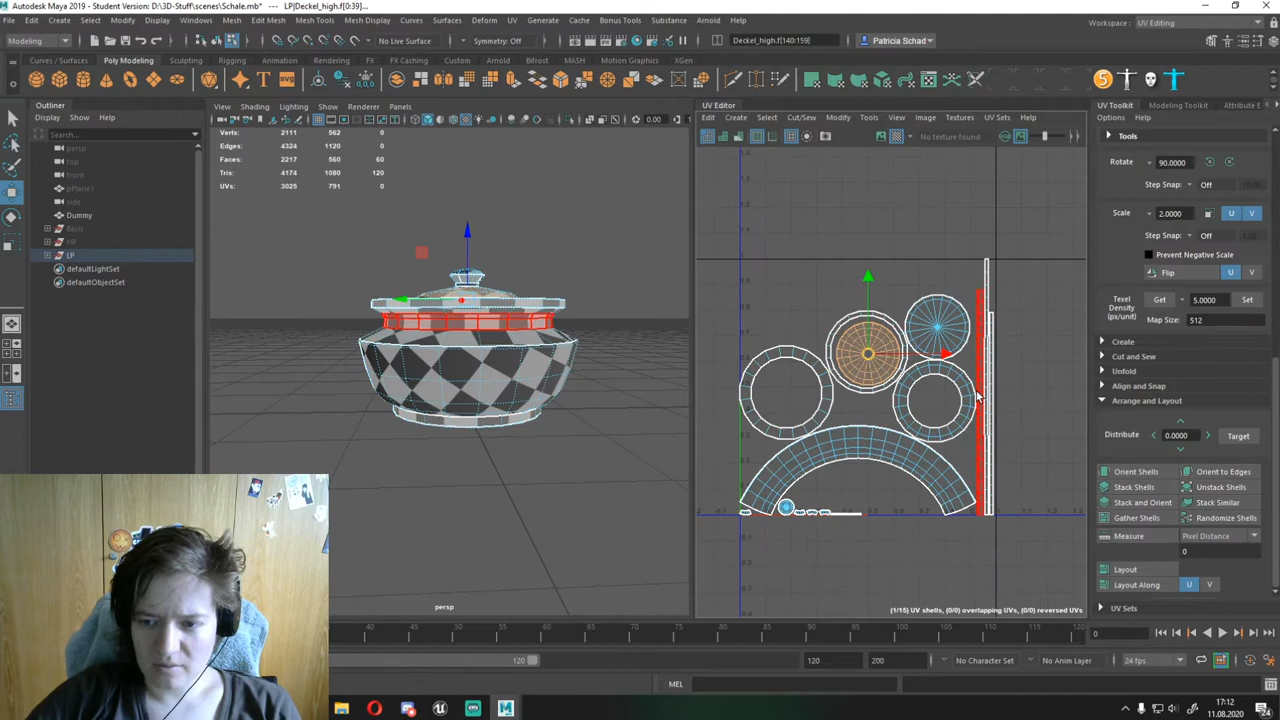 Autodesk Maya 2019 - Student Version: D:\3D-Stuff\scenes\Schale.mb* --- LP|Deckel_high.f[0:39]...
File Edit Create Select Modify Display Windows Mesh Edit Mesh Mesh Tools Mesh Display Curves Surfaces Deform UV Generate Cache Bonus Tools Substance Arnold Help
Workspace : UV Editing
Modeling No Live Surface Symmetry: Off Deckel_high.f[140:159] Patricia Schad
Curves / Surfaces Poly Modeling Sculpting Rigging Animation Rendering FX FX Caching Custom Arnold Bifrost MASH Motion Graphics XGen
Outliner
Display Show Help
Search...
persp
top
front
side
Dummy
Basis
HP
LP
defaultLightSet
defaultObjectSet
View Shading Lighting Show Renderer Panels
0.00
Verts: 2111 562 0
Edges: 4324 1120 0
Faces: 2217 560 60
Tris: 4174 1080 120
UVs: 3025 791 0
persp
UV Editor
Edit Create Select Cut/Sew Modify Tools View Image Textures UV Sets Help
No texture found
(1/15) UV shells, (0/0) overlapping UVs, (0/0) reversed UVs
UV Toolkit Modeling Toolkit Attribute E
Tools
Rotate 90.0000
Step Snap: Off
Scale 2.0000 U V
Step Snap: Off
Prevent Negative Scale
Flip U V
Texel Density (px/unit) Get 5.0000 Set
Map Size: 512
Create
Cut and Sew
Unfold
Align and Snap
Arrange and Layout
Distribute 0.0000 Target
Orient Shells Orient to Edges
Stack Shells Unstack Shells
Stack and Orient Stack Similar
Gather Shells Randomize Shells
Measure Pixel Distance
0
Layout
Layout Along U V
UV Sets
40 45 50 55 60 65 70 75 80 85 90 95 100 105 110 115 120
0
120 120 200 No Character Set No Anim Layer 24 fps
MEL
17:12
11.08.2020
24